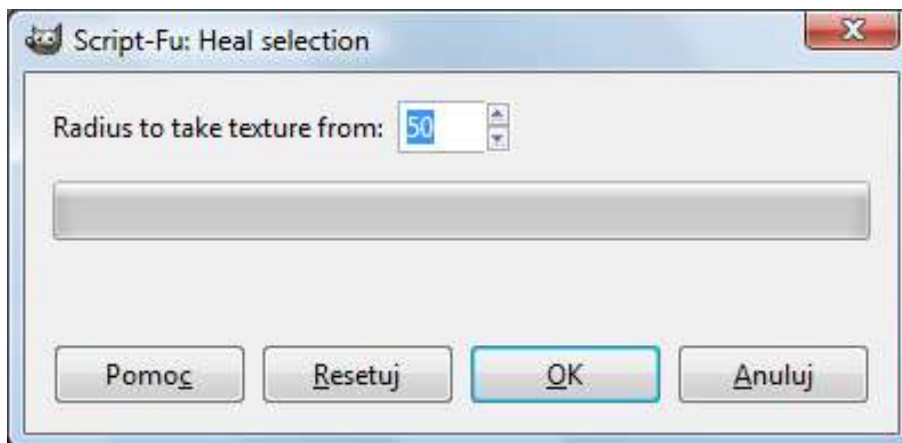 Script-Fu: Heal selection
Radius to take texture from: 50
Pomoc Resetuj OK Anuluj